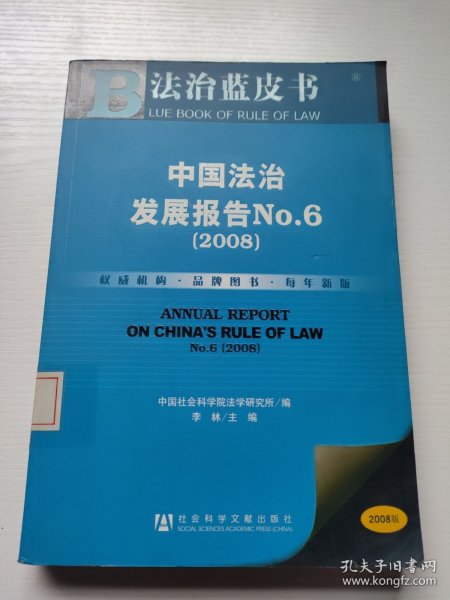 B 法治蓝皮书
LUE BOOK OF RULE OF LAW
中国法治
发展报告No.6
(2008)
权威机构·品牌图书·每年新版
ANNUAL REPORT
ON CHINA'S RULE OF LAW
No.6 (2008)
中国社会科学院法学研究所/编
李 林/主 编
社会科学文献出版社
SOCIAL SCIENCES ACADEMIC PRESS (CHINA)
2008版
孔夫子旧书网
www.kongfz.com